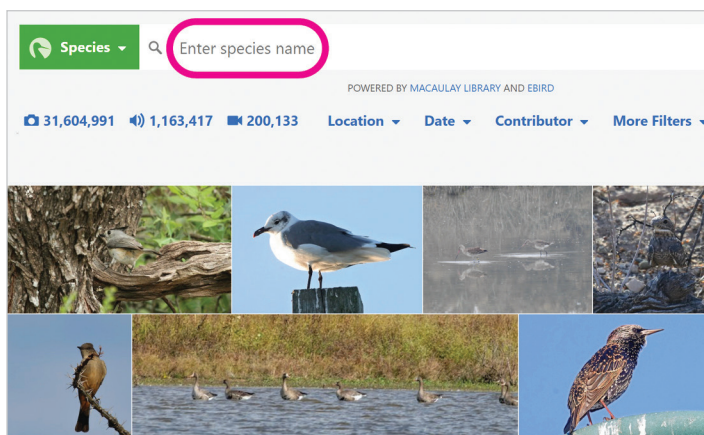 Species Enter species name
POWERED BY MACAULAY LIBRARY AND EBIRD
31,604,991 1,163,417 200,133 Location Date Contributor More Filters